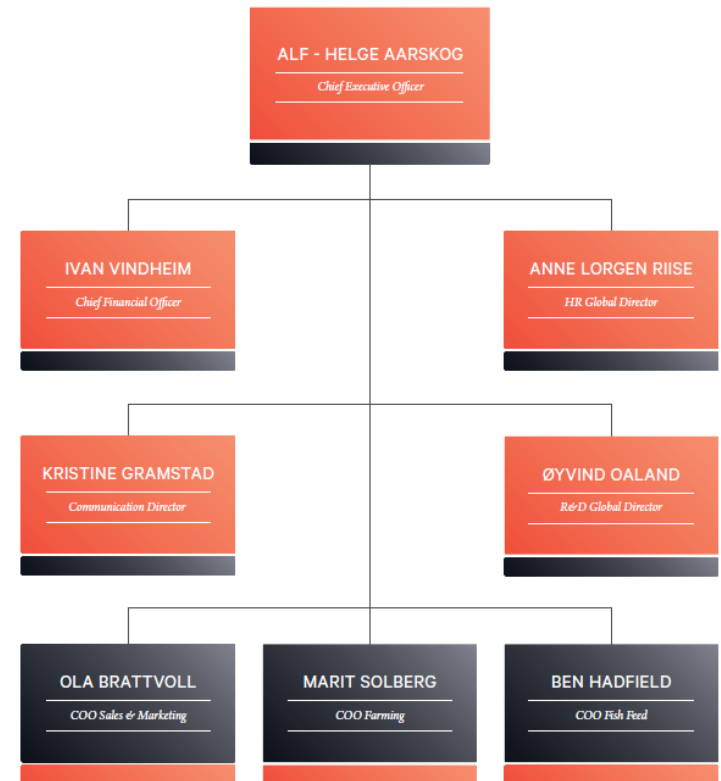 ALF - HELGE AARSKOG
Chief Executive Officer
IVAN VINDHEIM
Chief Financial Officer
ANNE LORGEN RIISE
HR Global Director
KRISTINE GRAMSTAD
Communication Director
ØYVIND OALAND
R&D Global Director
OLA BRATTVOLL
COO Sales & Marketing
MARIT SOLBERG
COO Farming
BEN HADFIELD
COO Fish Feed